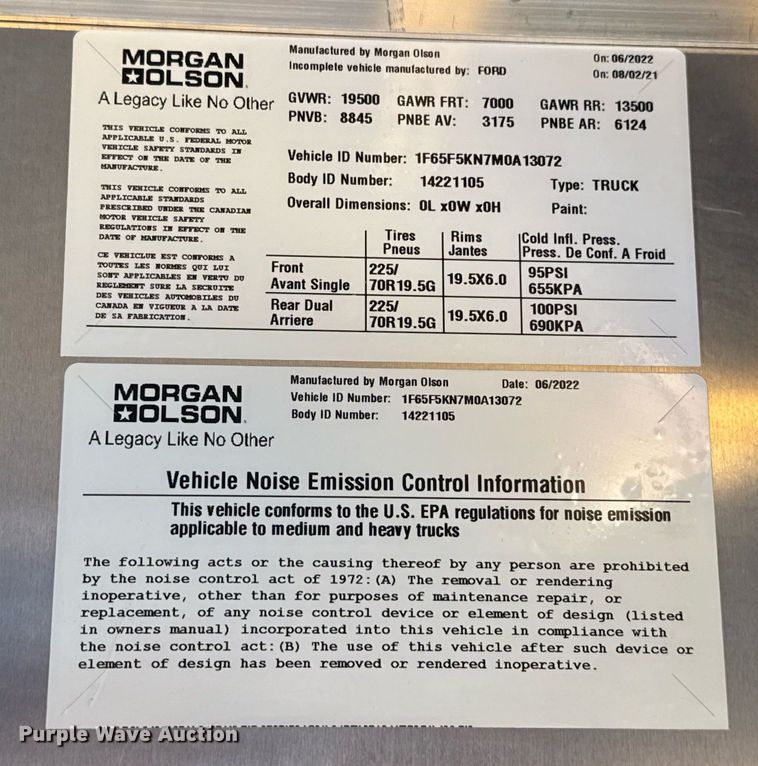 MORGAN
OLSON.
A Legacy Like No Other
Manufactured by Morgan Olson
On: 06/2022
Incomplete vehicle manufactured by: FORD
On: 08/02/21
GVWR: 19500 GAWR FRT: 7000 GAWR RR: 13500
PNVB: 8845 PNBE AV: 3175 PNBE AR: 6124
THIS VEHICLE CONFORMS TO ALL
APPLICABLE U.S. FEDERAL MOTOR
VEHICLE SAFETY STANDARDS IN
EFFECT ON THE DATE OF THE
MANUFACTURE.
THIS VEHICLE CONFORMS TO ALL
APPLICABLE STANDARDS
PRESCRIBED UNDER THE CANADIAN
MOTOR VEHICLE SAFETY
REGULATIONS IN EFFECT ON THE
DATE OF MANUFACTURE.
CE VEHICLUE EST CONFORMS A
TOUTES LES NORMES QUI LUI
SONT APPLICABLES EN VERTU DU
REGLEMENT SURE LA SECRUITE
DES VEHICLES AUTOMOBILES DU
CANADA EN VIGUEUR A LA DATE
DE SA FABRICATION.
Vehicle ID Number: 1F65F5KN7M0A13072
Body ID Number: 14221105 Type: TRUCK
Overall Dimensions: 0L x0W x0H Paint:
Tires Rims Cold Infl. Press.
Pneus Jantes Press. De Conf. A Froid
Front 225/ 19.5X6.0 95PSI
Avant Single 70R19.5G 655KPA
Rear Dual 225/ 19.5X6.0 100PSI
Arriere 70R19.5G 690KPA
MORGAN
OLSON.
A Legacy Like No Other
Manufactured by Morgan Olson Date: 06/2022
Vehicle ID Number: 1F65F5KN7M0A13072
Body ID Number: 14221105
Vehicle Noise Emission Control Information
This vehicle conforms to the U.S. EPA regulations for noise emission
applicable to medium and heavy trucks
The following acts or the causing thereof by any person are prohibited
by the noise control act of 1972:(A) The removal or rendering
inoperative, other than for purposes of maintenance repair, or
replacement, of any noise control device or element of design (listed
in owners manual) incorporated into this vehicle in compliance with
the noise control act:(B) The use of this vehicle after such device or
element of design has been removed or rendered inoperative.
Purple Wave Auction